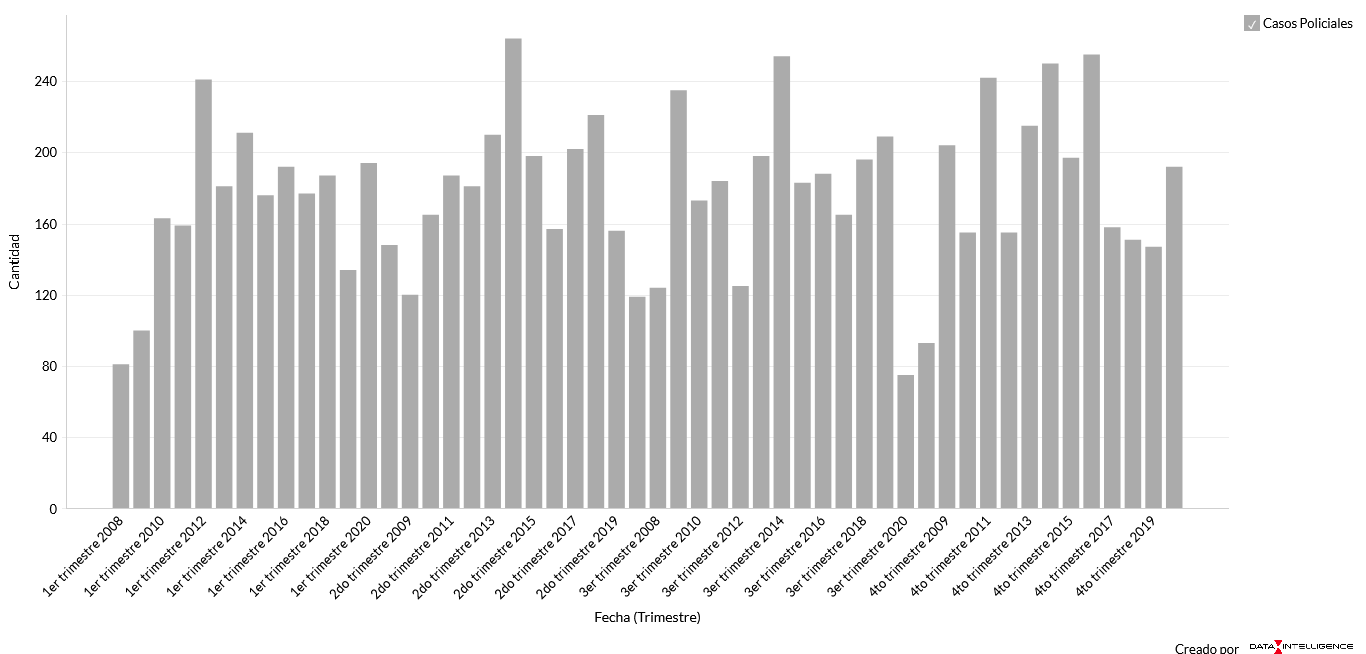 Casos Policiales
Cantidad
240
200
160
120
80
40
0
1er trimestre 2008
1er trimestre 2010
1er trimestre 2012
1er trimestre 2014
1er trimestre 2016
1er trimestre 2018
1er trimestre 2020
2do trimestre 2009
2do trimestre 2011
2do trimestre 2013
2do trimestre 2015
2do trimestre 2017
2do trimestre 2019
3er trimestre 2008
3er trimestre 2010
3er trimestre 2012
3er trimestre 2014
3er trimestre 2016
3er trimestre 2018
3er trimestre 2020
4to trimestre 2009
4to trimestre 2011
4to trimestre 2013
4to trimestre 2015
4to trimestre 2017
4to trimestre 2019
Fecha (Trimestre)
Creado por DATA INTELLIGENCE